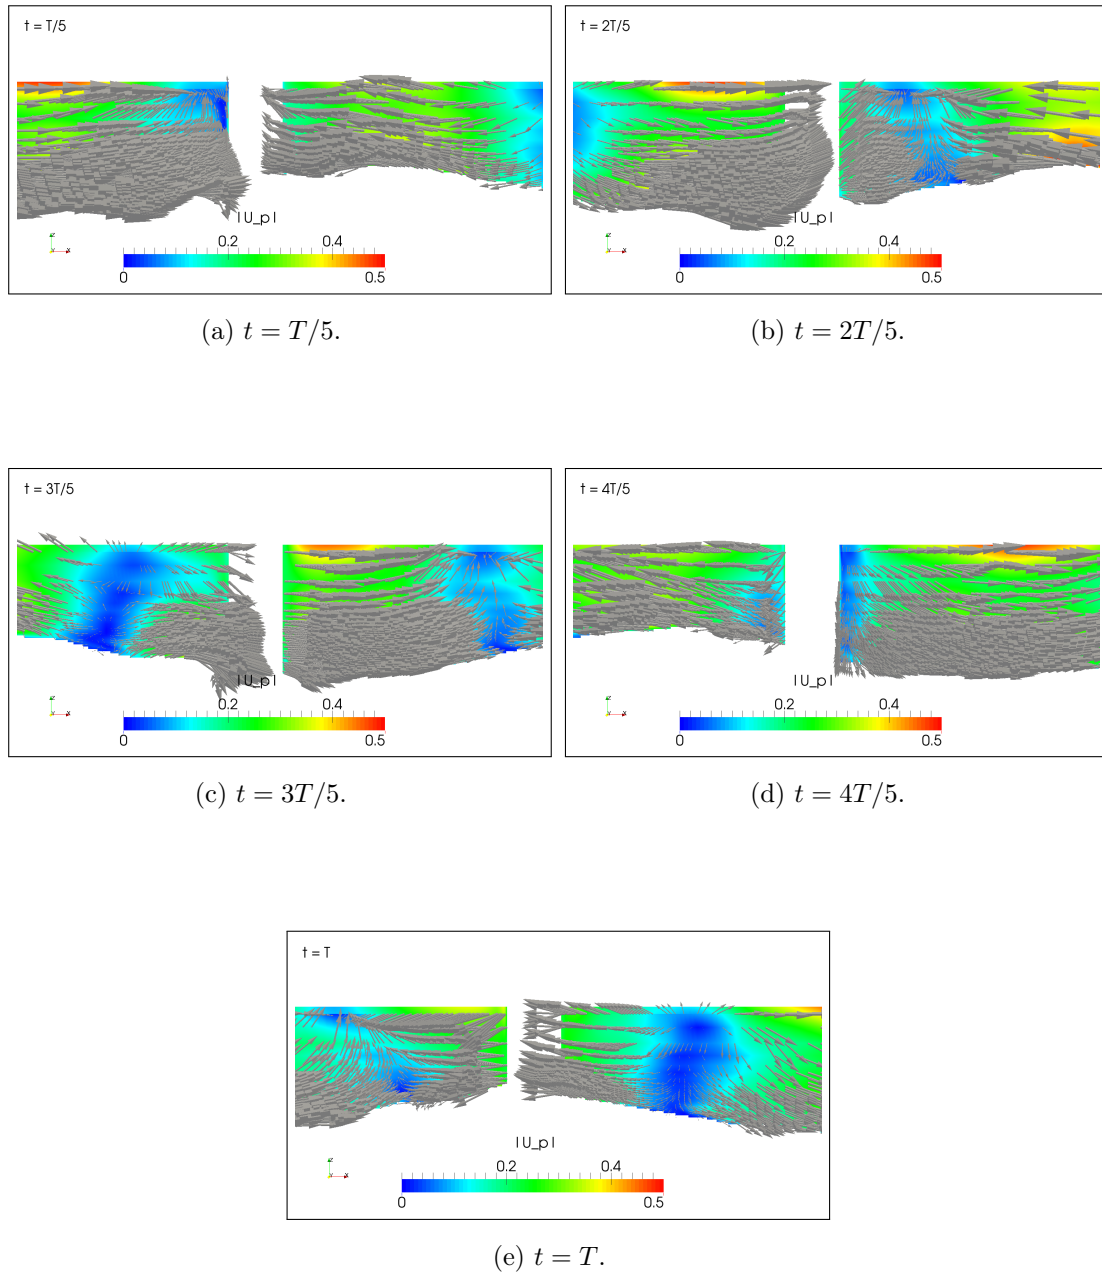 t = T/5
|U_p|
0.2 0.4
0 0.5
Z
Y X
(a) t = T/5.
t = 2T/5
|U_p|
0.2 0.4
0 0.5
Z
Y X
(b) t = 2T/5.
t = 3T/5
|U_p|
0.2 0.4
0 0.5
Z
Y X
(c) t = 3T/5.
t = 4T/5
|U_p|
0.2 0.4
0 0.5
Z
Y X
(d) t = 4T/5.
t = T
|U_p|
0.2 0.4
0 0.5
Z
Y X
(e) t = T.